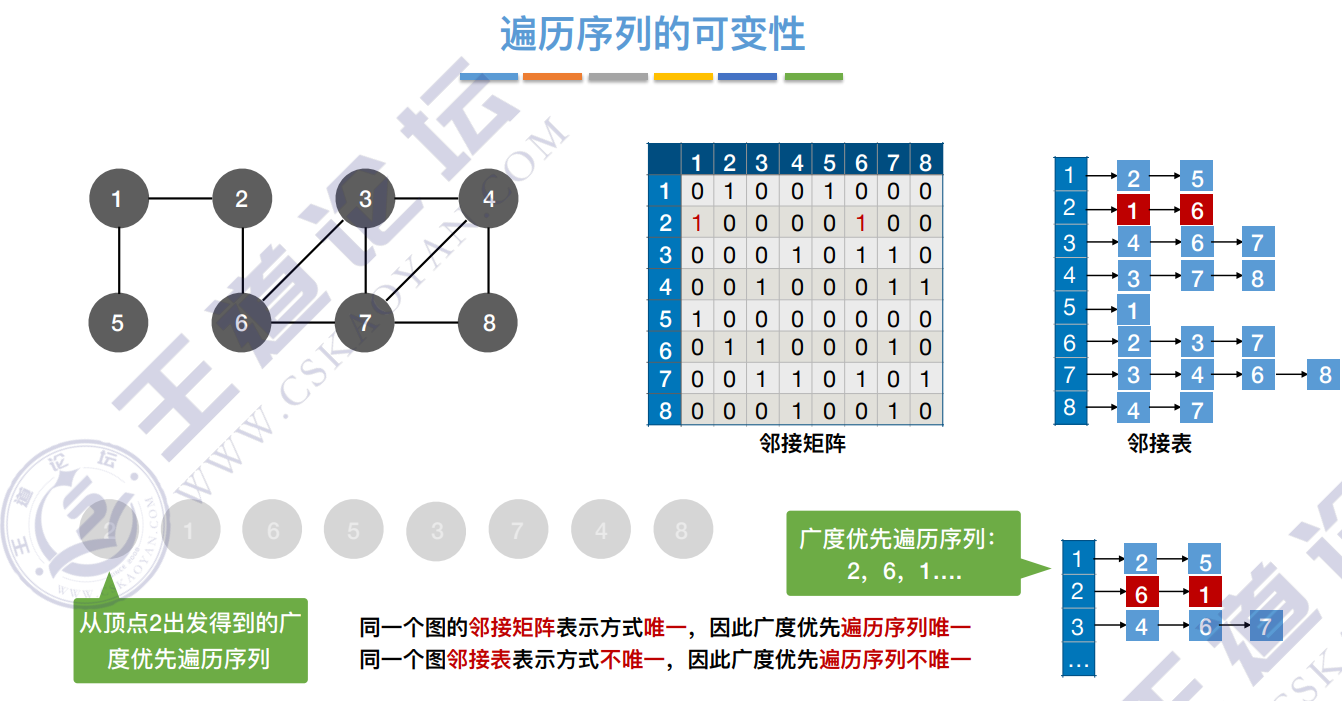 遍历序列的可变性
1 2 3 4
5 6 7 8
1 2 3 4 5 6 7 8
1 0 1 0 0 1 0 0 0
2 1 0 0 0 0 1 0 0
3 0 0 0 1 0 1 1 0
4 0 0 1 0 0 0 1 1
5 1 0 0 0 0 0 0 0
6 0 1 1 0 0 0 1 0
7 0 0 1 1 0 1 0 1
8 0 0 0 1 0 0 1 0
邻接矩阵
1 2 5
2 1 6
3 4 6 7
4 3 7 8
5 1
6 2 3 7
7 3 4 6 8
8 4 7
邻接表
2 1 6 5 3 7 4 8
从顶点2出发得到的广
度优先遍历序列
广度优先遍历序列：
2，6，1….
1 2 5
2 6 1
3 4 6 7
…
同一个图的邻接矩阵表示方式唯一，因此广度优先遍历序列唯一
同一个图邻接表表示方式不唯一，因此广度优先遍历序列不唯一
王道论坛
WWW.CSKAOYAN.COM